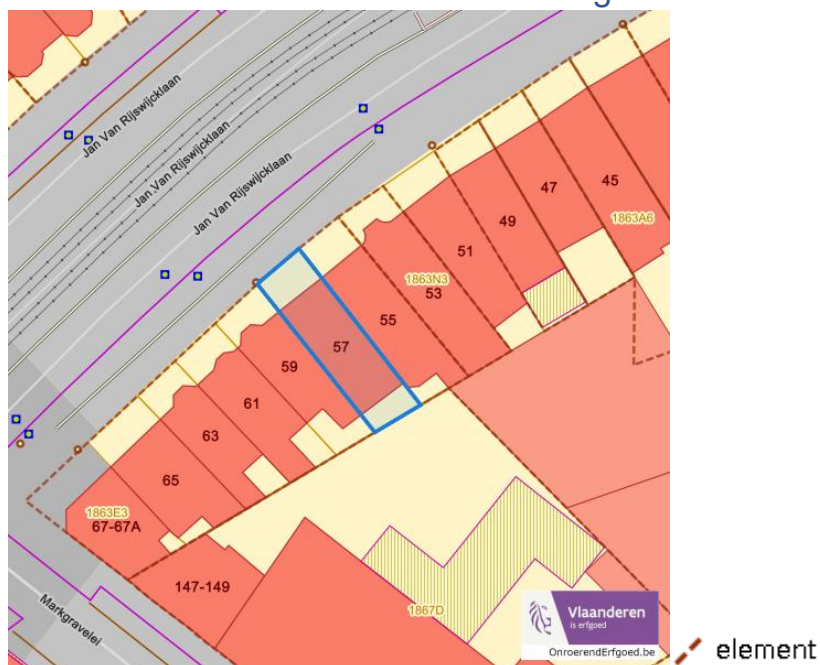 Jan Van Rijswijcklaan
Jan Van Rijswijcklaan
Jan Van Rijswijcklaan
45
1863A6
47
49
51
1863N3
53
55
57
59
61
63
65
1863E3
67-67A
147-149
1867D
Markgravelei
Vlaanderen
is erfgoed
OnroerendErfgoed.be
element